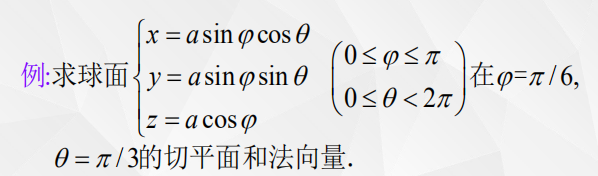 例:求球面{x = a sin φ cos θ
y = a sin φ sin θ
z = a cos φ
(0 ≤ φ ≤ π
0 ≤ θ < 2π)
在φ=π/6,
θ = π/3的切平面和法向量.